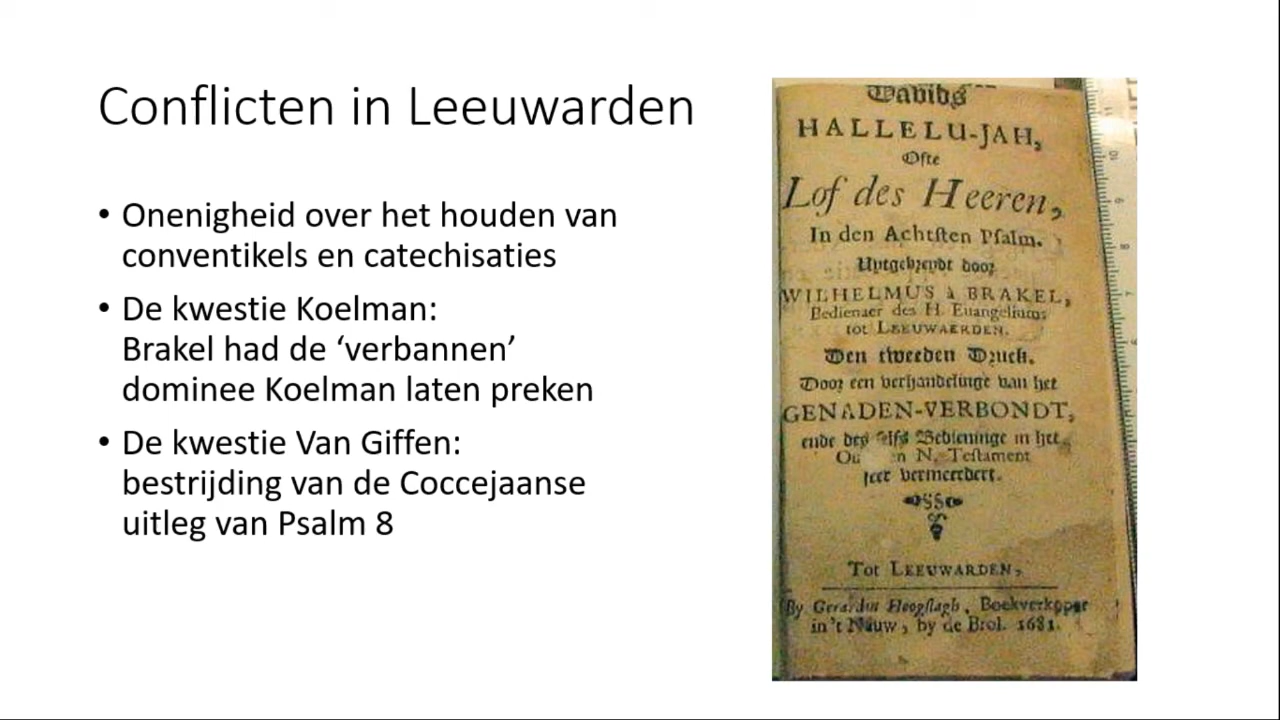 Conflicten in Leeuwarden
• Onenigheid over het houden van
conventikels en catechisaties
• De kwestie Koelman:
Brakel had de ‘verbannen’
dominee Koelman laten preken
• De kwestie Van Giffen:
bestrijding van de Coccejaanse
uitleg van Psalm 8
Davids
HALLELU-JAH,
Ofte
Lof des Heeren,
In den Achtſten Pſalm.
Uytgebreydt door
WILHELMUS à BRAKEL,
Bedienaer des H. Euangeliums
tot LEEUWAERDEN.
Den tweeden Druck.
Door een verhandelinge van het
GENADEN-VERBONDT,
ende des ſelfs Bedieninge in het
n N. Teſtament
ſeer vermeerdert.
Tot LEEUWARDEN,
By Gerardus Hoogſlagh, Boekverkoper
in 't Nauw, by de Brol. 1681.